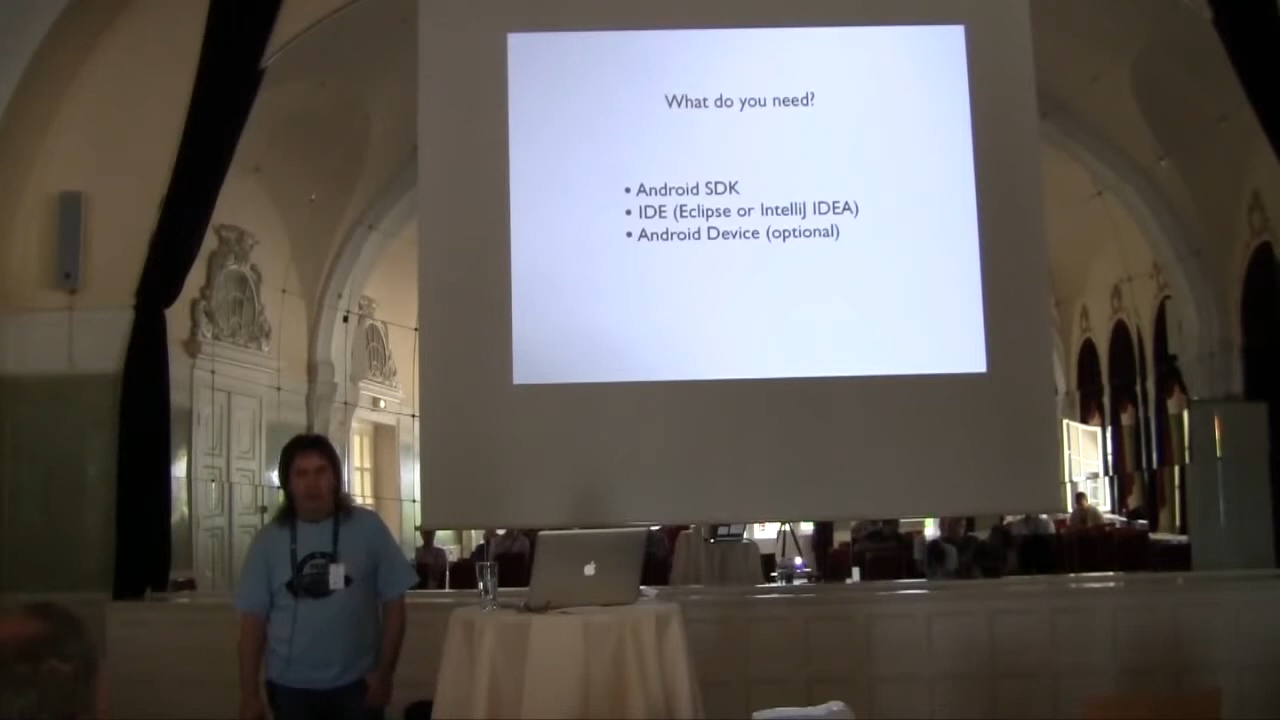 What do you need?
• Android SDK
• IDE (Eclipse or IntelliJ IDEA)
• Android Device (optional)